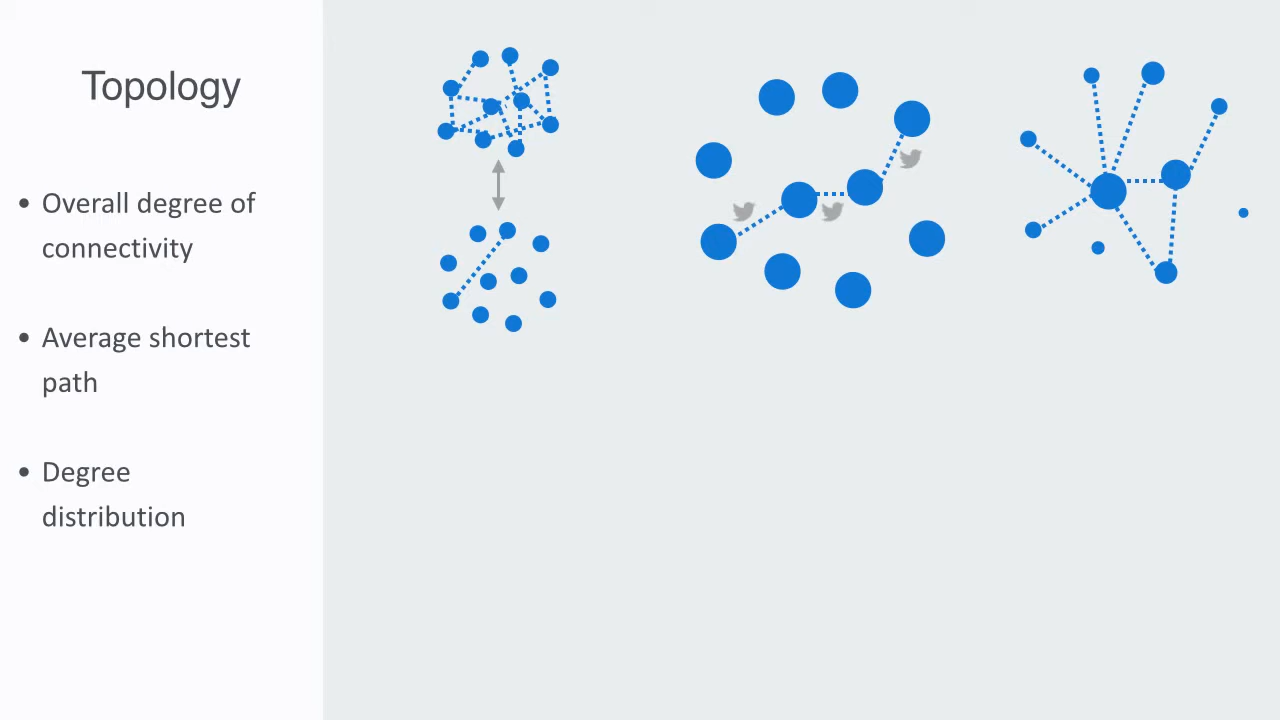 Topology
• Overall degree of
connectivity
• Average shortest
path
• Degree
distribution